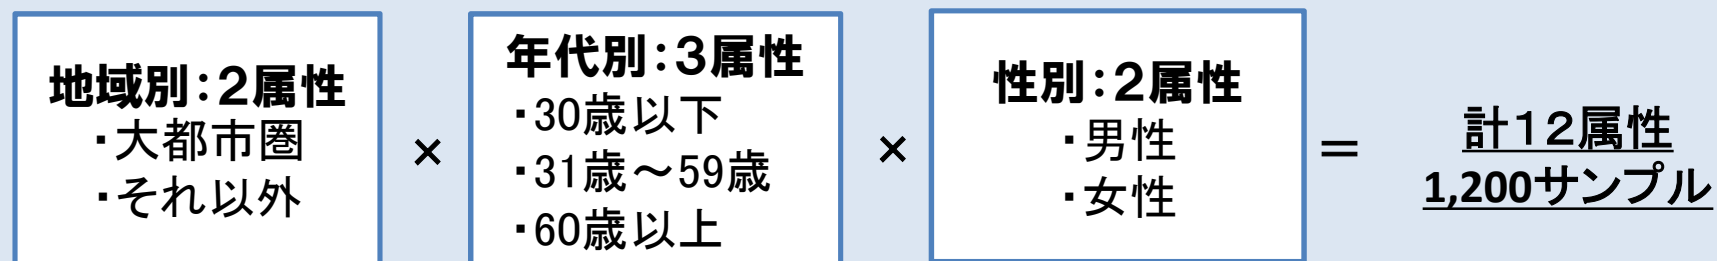 地域別：２属性
・大都市圏
・それ以外
×
年代別：３属性
・30歳以下
・31歳～59歳
・60歳以上
×
性別：２属性
・男性
・女性
＝
計１２属性
1,200サンプル